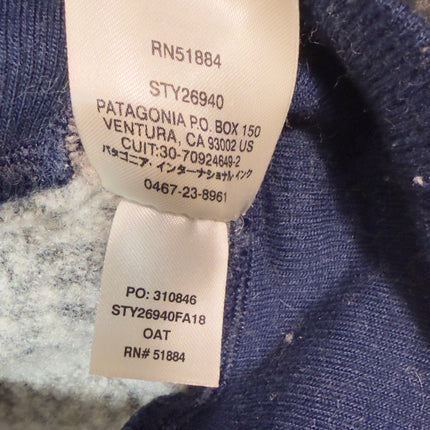 RN51884
STY26940
PATAGONIA P.O. BOX 150
VENTURA, CA 93002 US
CUIT:30-70924649-2
パタゴニア・インターナショナル インク
0467-23-8961
PO: 310846
STY26940FA18
OAT
RN# 51884